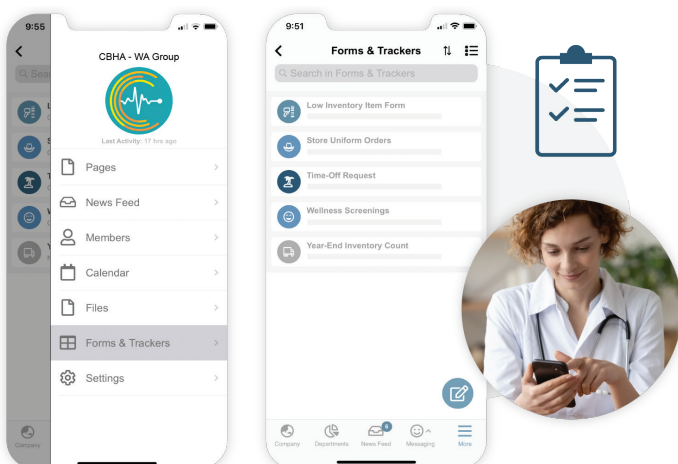 9:55
CBHA - WA Group
Last Activity: 17 hrs ago
Pages
News Feed
Members
Calendar
Files
Forms & Trackers
Settings
Company
9:51
Forms & Trackers
Search in Forms & Trackers
Low Inventory Item Form
Store Uniform Orders
Time-Off Request
Wellness Screenings
Year-End Inventory Count
6
Company
Departments
News Feed
Messaging
More